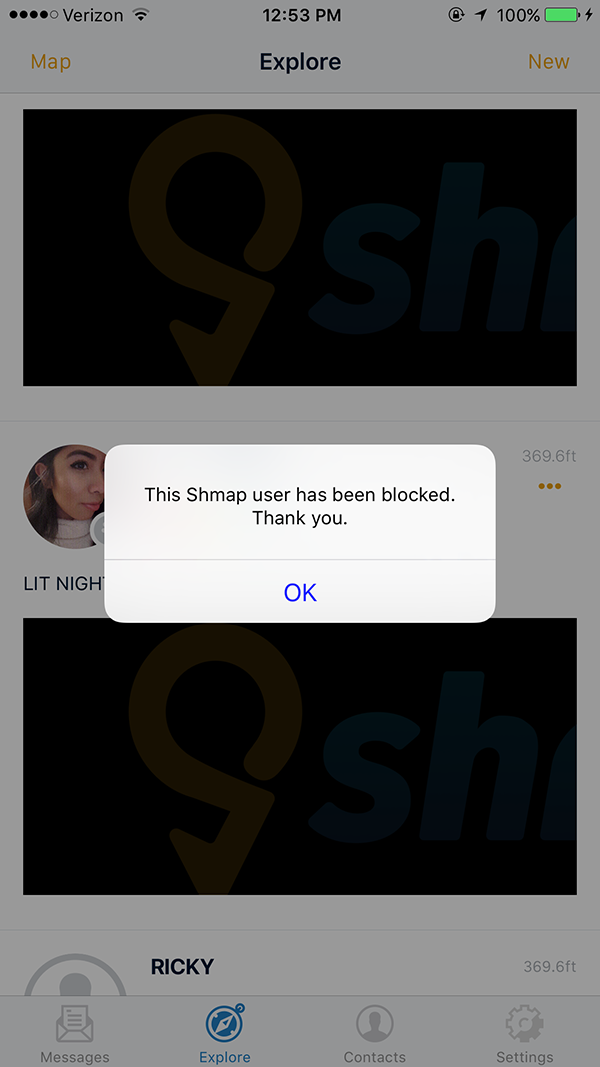 Verizon 12:53 PM 100%
Map Explore New
sh
369.6ft
This Shmap user has been blocked.
Thank you.
OK
LIT NIGH
sh
RICKY 369.6ft
Messages Explore Contacts Settings